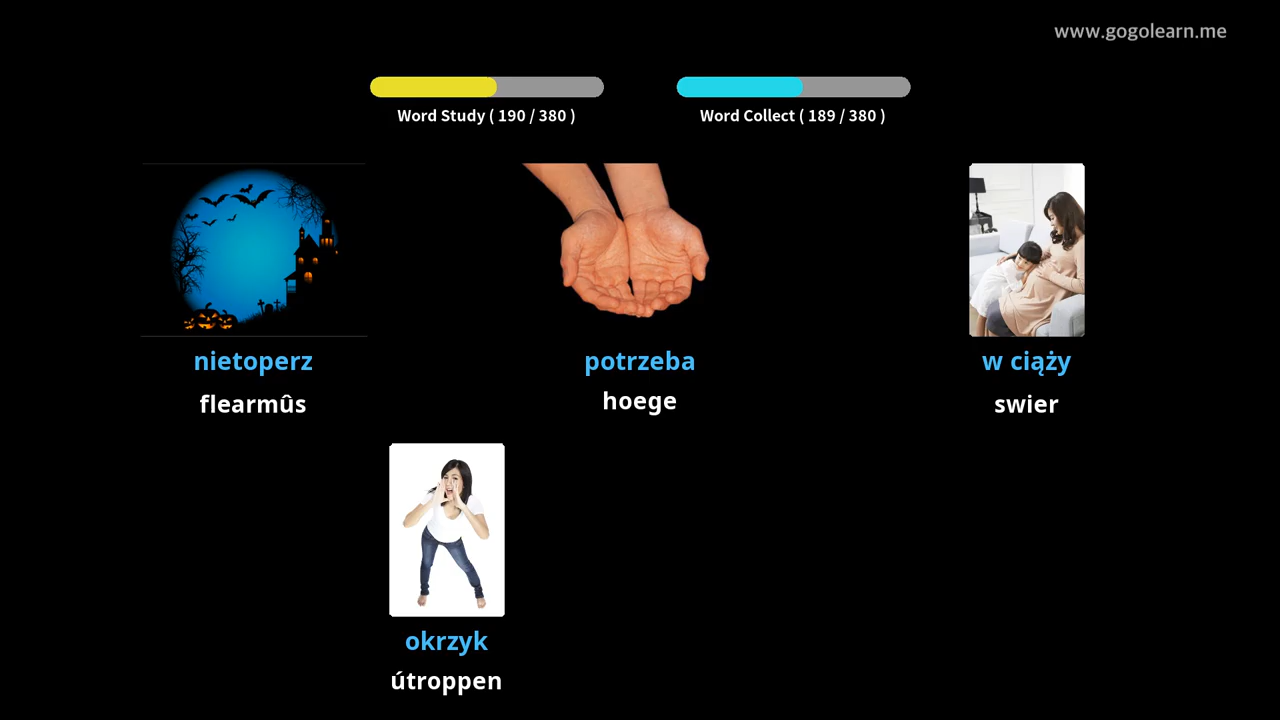 www.gogolearn.me
Word Study ( 190 / 380 )
Word Collect ( 189 / 380 )
nietoperz
flearmûs
potrzeba
hoege
w ciąży
swier
okrzyk
útroppen